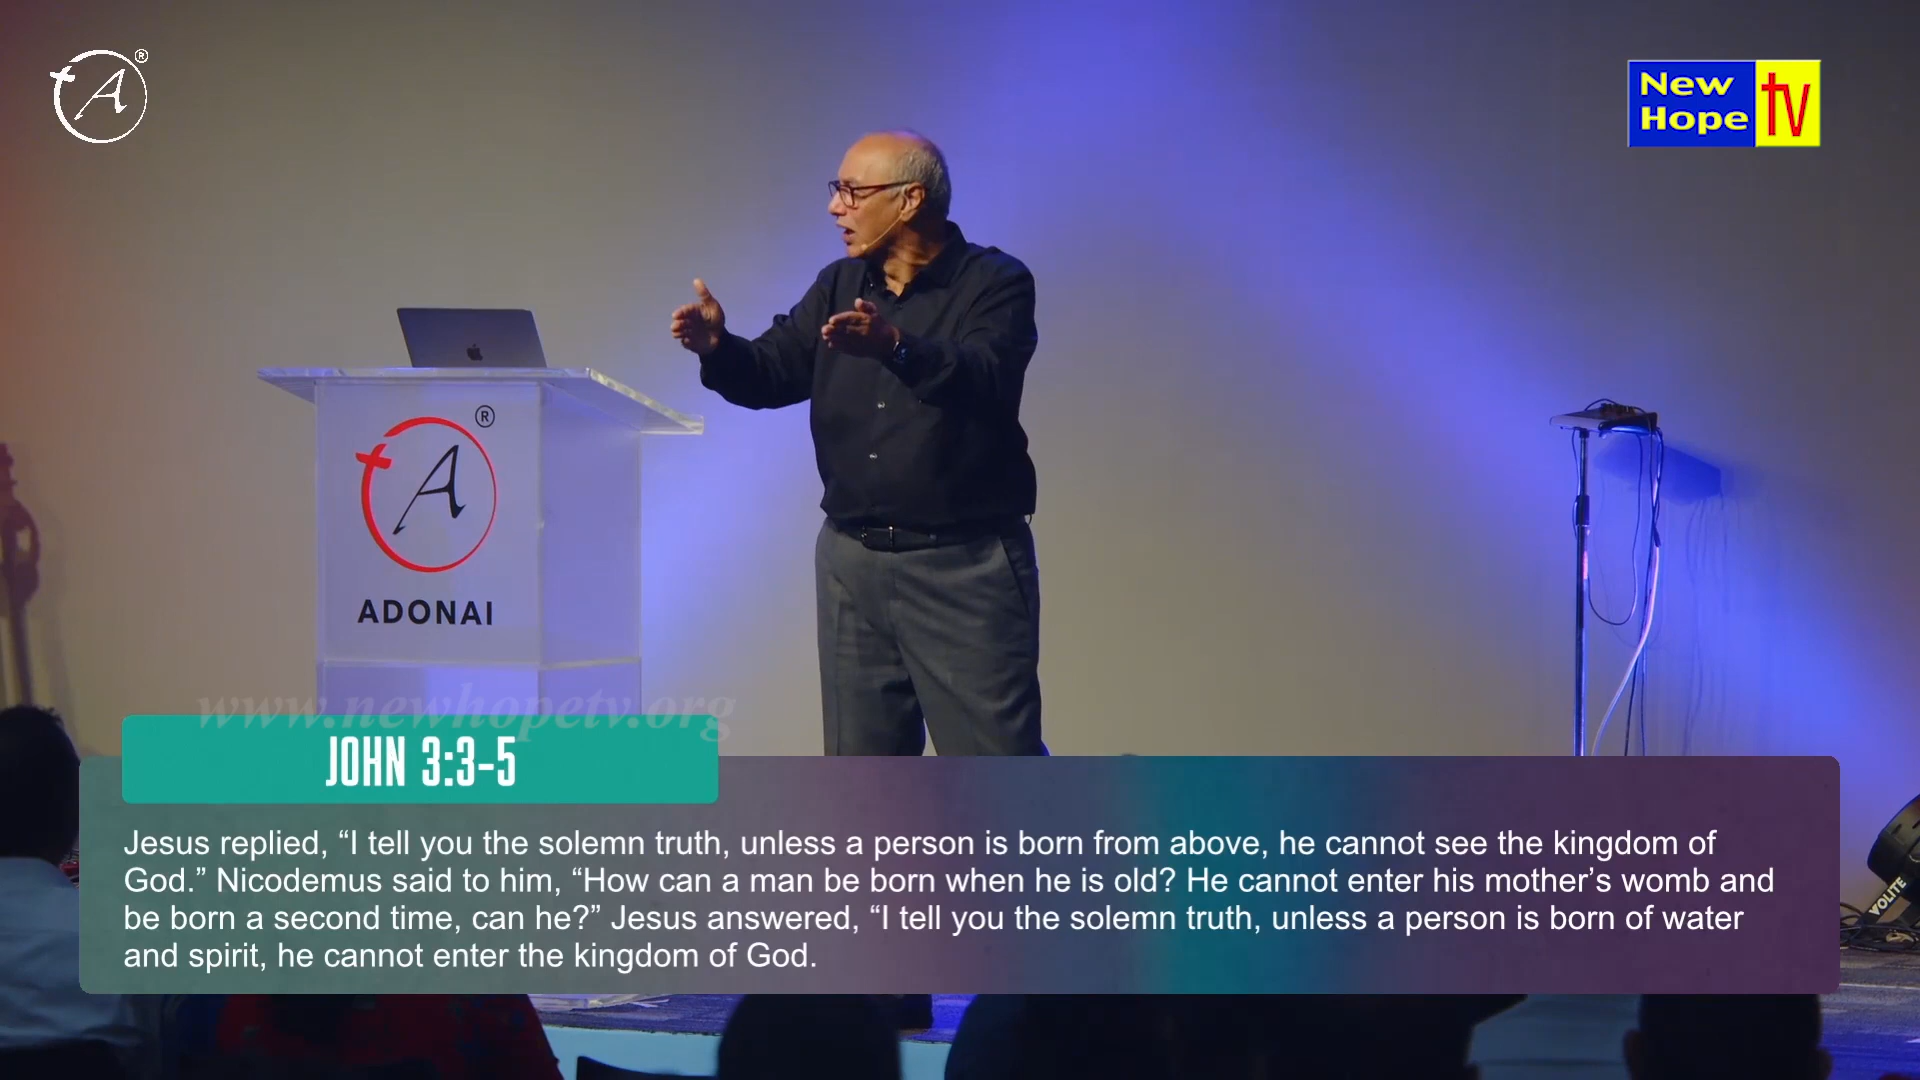 A
®
New
Hope
tv
®
A
ADONAI
www.newhopetv.org
JOHN 3:3-5
Jesus replied, “I tell you the solemn truth, unless a person is born from above, he cannot see the kingdom of
God.” Nicodemus said to him, “How can a man be born when he is old? He cannot enter his mother’s womb and
be born a second time, can he?” Jesus answered, “I tell you the solemn truth, unless a person is born of water
and spirit, he cannot enter the kingdom of God.
VOLITE